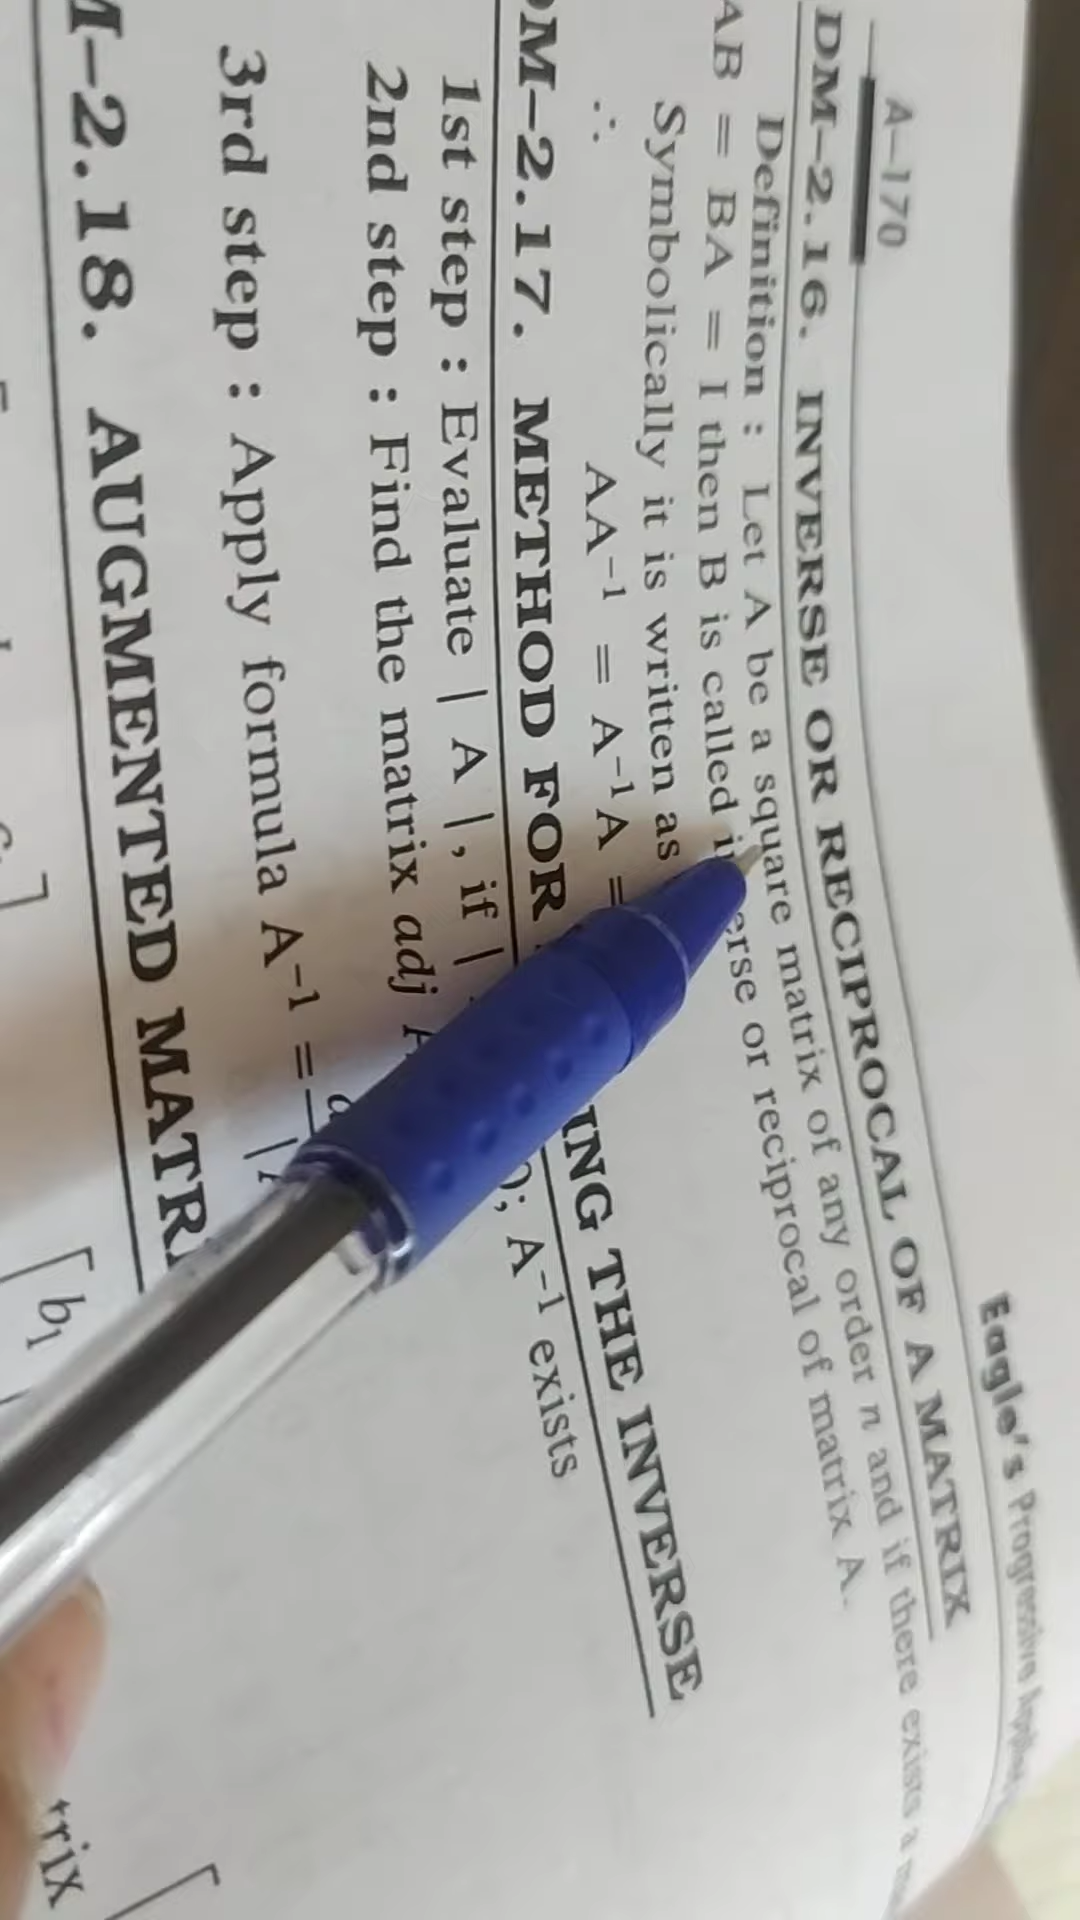 A–170
Eagle's Progressive
DM–2.16. INVERSE OR RECIPROCAL OF A MATRIX
Definition : Let A be a square matrix of any order n and if there exists a
AB = BA = I then B is called erse or reciprocal of matrix A.
Symbolically it is written as
∴ AA⁻¹ = A⁻¹A =
DM–2.17. METHOD FOR ING THE INVERSE
1st step : Evaluate | A |, if | 0; A⁻¹ exists
2nd step : Find the matrix adj
3rd step : Apply formula A⁻¹ =
M–2.18. AUGMENTED MATR
b₁
trix